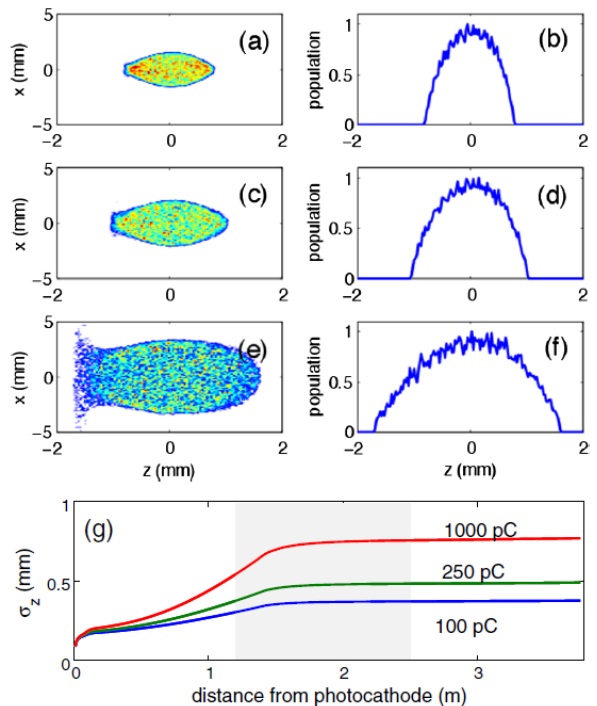 (a)
x (mm)
5
0
−5
−2
0
2
(b)
population
1
0.5
0
−2
0
2
(c)
x (mm)
5
0
−5
−2
0
2
(d)
population
1
0.5
0
−2
0
2
(e)
x (mm)
5
0
−5
−2
0
2
z (mm)
(f)
population
1
0.5
0
−2
0
2
z (mm)
(g)
σz (mm)
1
0.5
0
1000 pC
250 pC
100 pC
0
1
2
3
distance from photocathode (m)